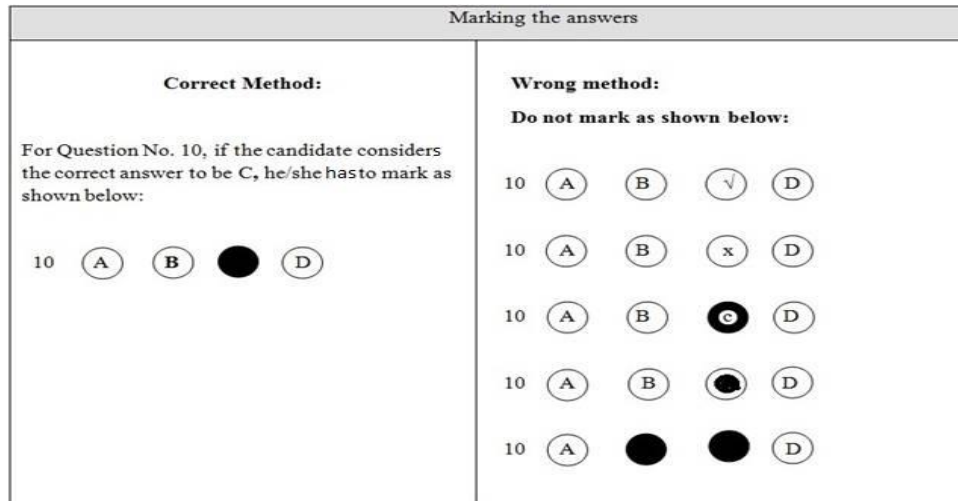 Marking the answers
Correct Method:
For Question No. 10, if the candidate considers
the correct answer to be C, he/she has to mark as
shown below:
10 A B D
Wrong method:
Do not mark as shown below:
10 A B √ D
10 A B x D
10 A B c D
10 A B D
10 A D